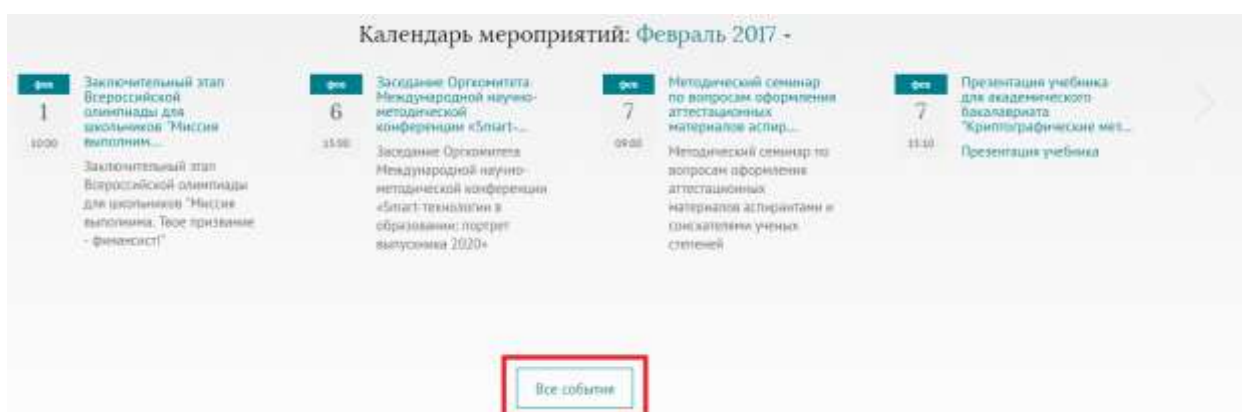 Календарь мероприятий: Февраль 2017
фев
1
10:00
Заключительный этап
Всероссийской
олимпиады для
школьников "Миссия
выполним...
Заключительный этап
Всероссийской олимпиады
для школьников "Миссия
выполнима. Твое призвание
- финансист!"
фев
6
15:00
Заседание Оргкомитета
Международной научно-
методической
конференции «Smart-...
Заседание Оргкомитета
Международной научно-
методической конференции
«Smart-технологии в
образовании: портрет
выпускника 2020»
фев
7
09:00
Методический семинар
по вопросам оформления
аттестационных
материалов аспир...
Методический семинар по
вопросам оформления
аттестационных
материалов аспирантами и
соискателями ученых
степеней
фев
7
15:10
Презентация учебника
для академического
бакалавриата
"Криптографические мет...
Презентация учебника
Все события